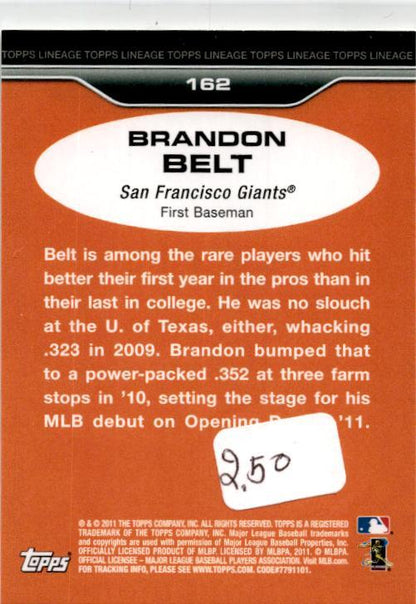 TOPPS LINEAGE TOPPS LINEAGE TOPPS LINEAGE TOPPS LINEAGE TOPPS LINEAGE TOPPS LINEAGE TOPPS LINEAGE
162
BRANDON
BELT
San Francisco Giants®
First Baseman
Belt is among the rare players who hit
better their first year in the pros than in
their last in college. He was no slouch
at the U. of Texas, either, whacking
.323 in 2009. Brandon bumped that
to a power-packed .352 at three farm
stops in '10, setting the stage for his
MLB debut on Opening '11.
2.50
® & © 2011 THE TOPPS COMPANY, INC. ALL RIGHTS RESERVED. TOPPS IS A REGISTERED
TRADEMARK OF THE TOPPS COMPANY, INC. Major League Baseball trademarks
and copyrights are used with permission of Major League Baseball Properties, Inc.
OFFICIALLY LICENSED PRODUCT OF MLBP. LICENSED BY MLBPA, 2011. © MLBPA.
OFFICIAL LICENSEE – MAJOR LEAGUE BASEBALL PLAYERS ASSOCIATION. Visit MLB.com.
FOR TRACKING INFO, PLEASE SEE WWW.TOPPS.COM. CODE#7791101.
topps